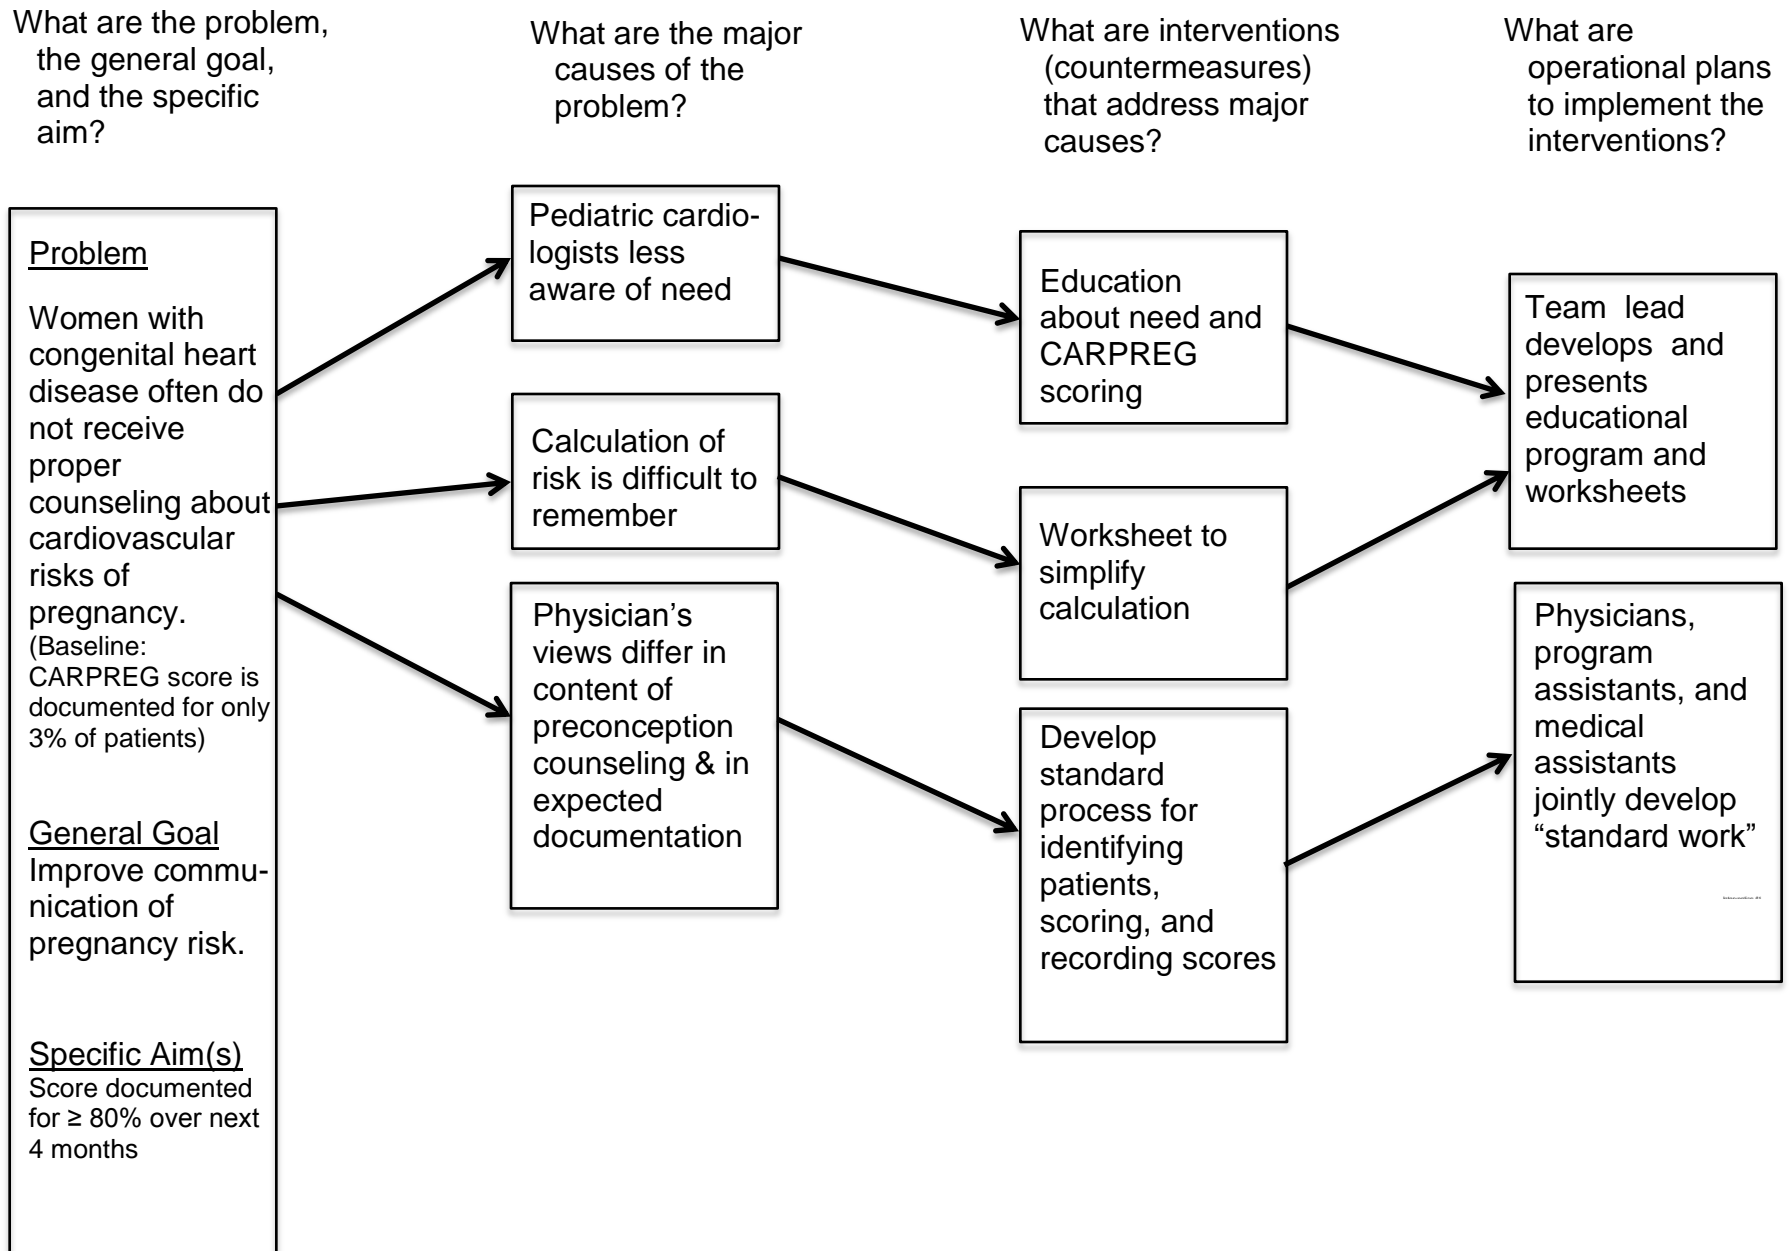 What are the problem,
the general goal,
and the specific
aim?
What are the major
causes of the
problem?
What are interventions
(countermeasures)
that address major
causes?
What are
operational plans
to implement the
interventions?
Problem
Women with
congenital heart
disease often do
not receive
proper
counseling about
cardiovascular
risks of
pregnancy.
(Baseline:
CARPREG score is
documented for only
3% of patients)
General Goal
Improve commu-
nication of
pregnancy risk.
Specific Aim(s)
Score documented
for ≥ 80% over next
4 months
Pediatric cardio-
logists less
aware of need
Calculation of
risk is difficult to
remember
Physician’s
views differ in
content of
preconception
counseling & in
expected
documentation
Education
about need and
CARPREG
scoring
Worksheet to
simplify
calculation
Develop
standard
process for
identifying
patients,
scoring, and
recording scores
Team lead
develops and
presents
educational
program and
worksheets
Physicians,
program
assistants, and
medical
assistants
jointly develop
“standard work”